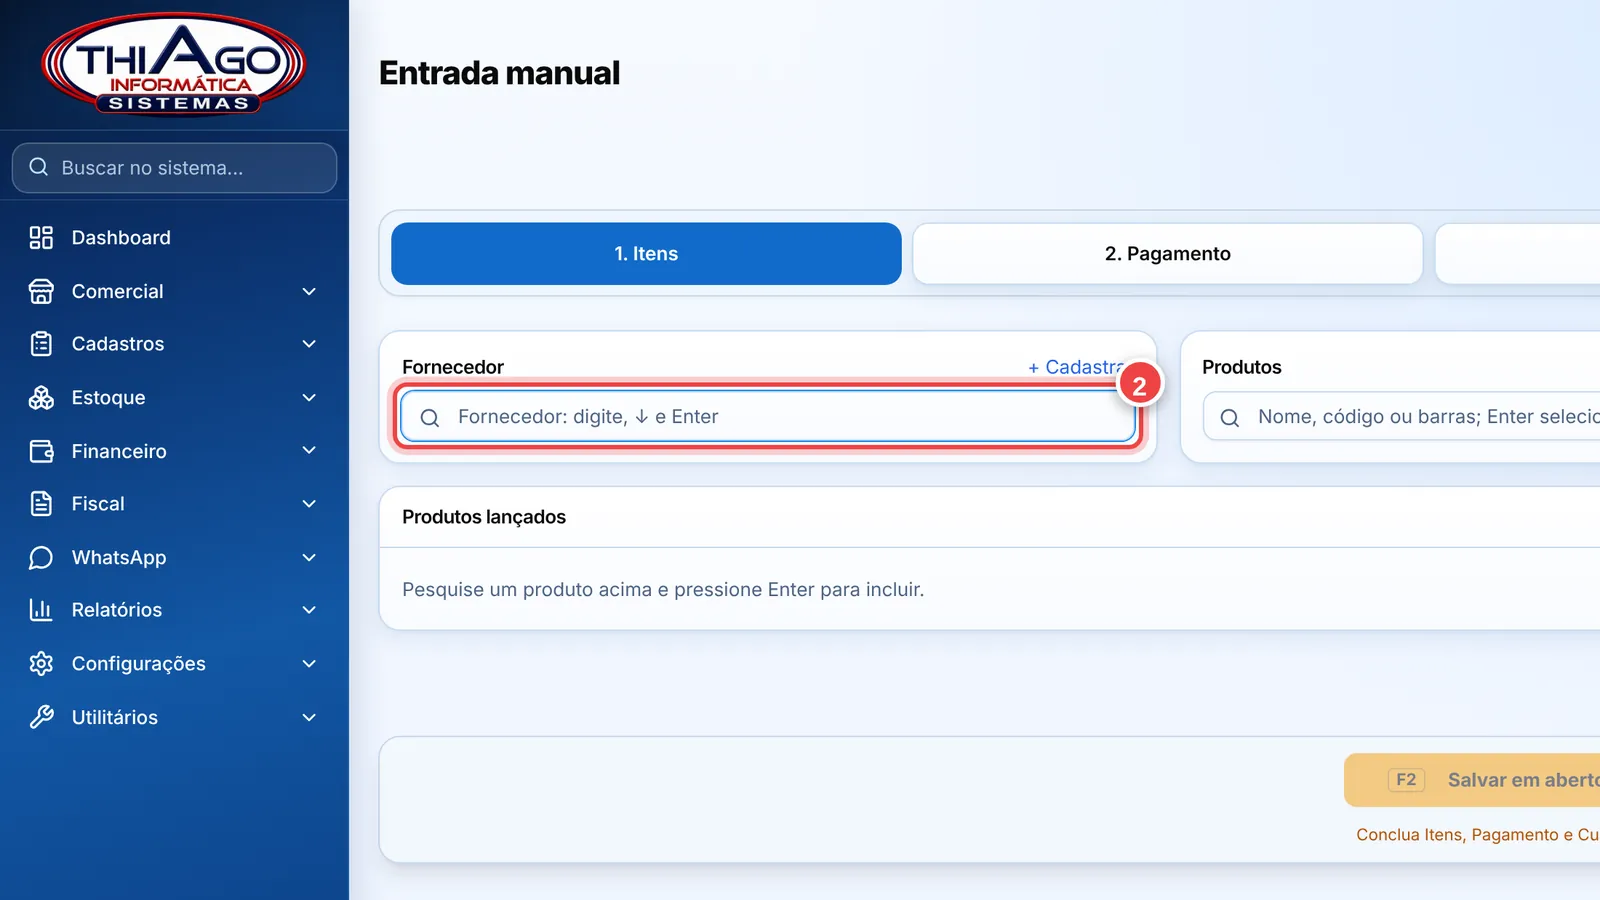 THIAGO
INFORMÁTICA
SISTEMAS
Buscar no sistema...
Dashboard
Comercial
Cadastros
Estoque
Financeiro
Fiscal
WhatsApp
Relatórios
Configurações
Utilitários
Entrada manual
1. Itens
2. Pagamento
Fornecedor
+ Cadastra
2
Fornecedor: digite, ↓ e Enter
Produtos
Nome, código ou barras; Enter selecio
Produtos lançados
Pesquise um produto acima e pressione Enter para incluir.
F2 Salvar em aberto
Conclua Itens, Pagamento e Cu